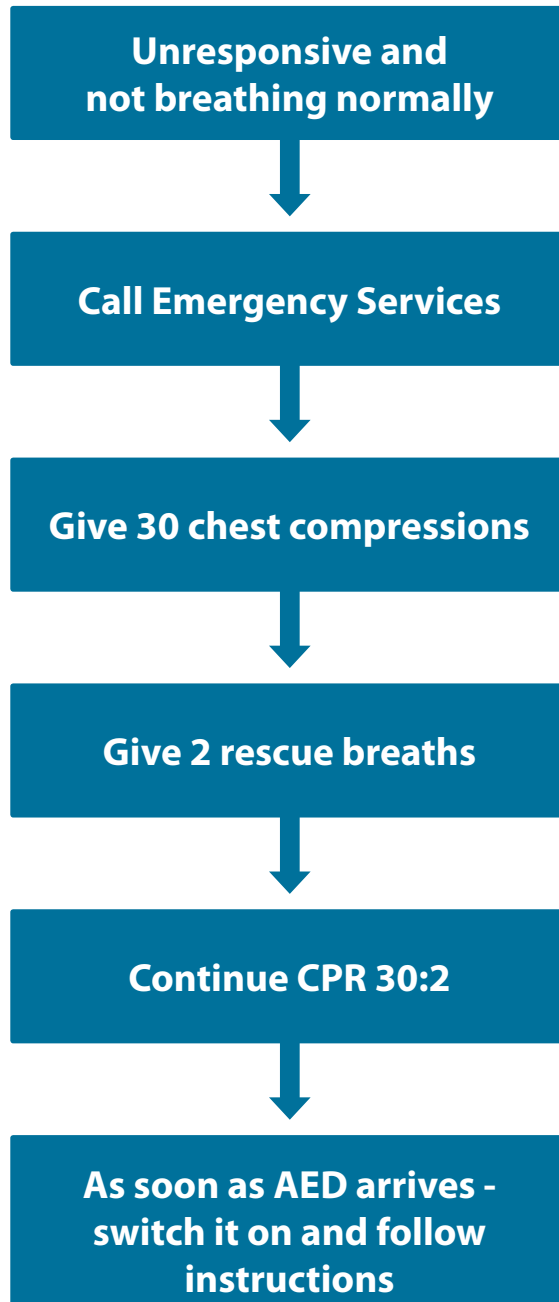 Unresponsive and
not breathing normally
Call Emergency Services
Give 30 chest compressions
Give 2 rescue breaths
Continue CPR 30:2
As soon as AED arrives -
switch it on and follow
instructions